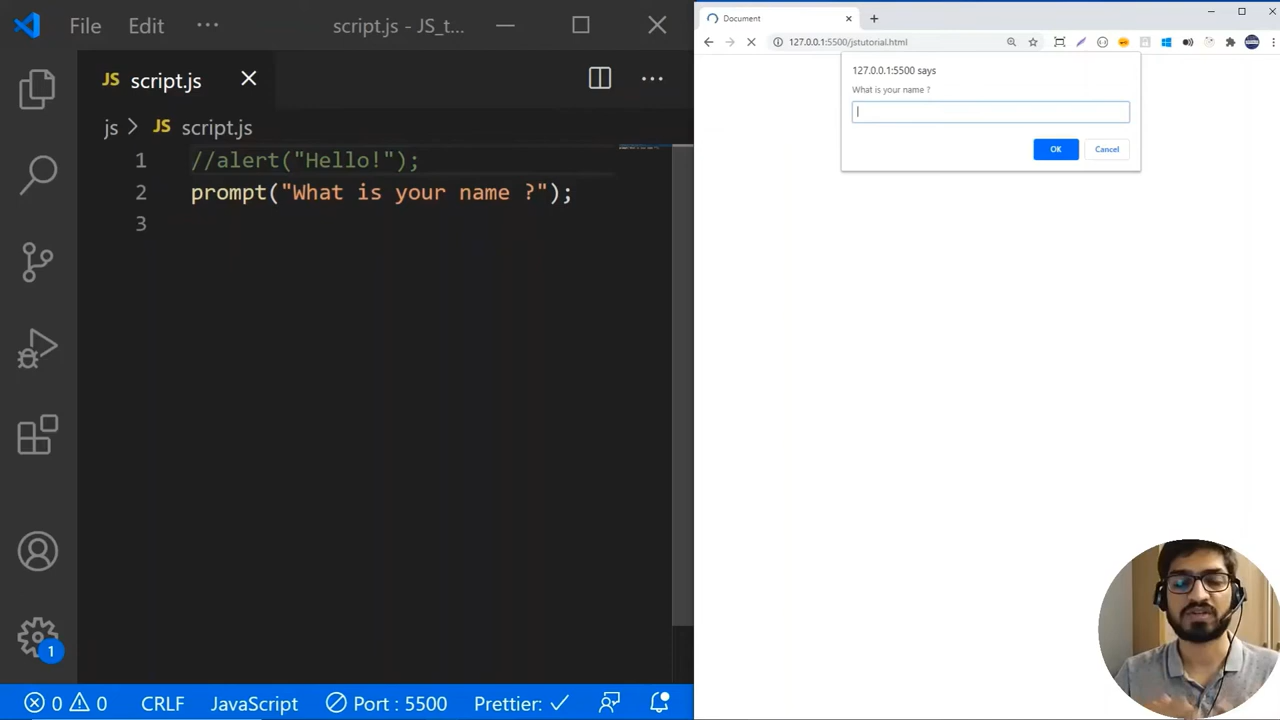 File Edit ··· script.js - JS_t...
JS script.js
js > JS script.js
1 //alert("Hello!");
2 prompt("What is your name ?");
3
1
0 0 CRLF JavaScript Port : 5500 Prettier:
Document
127.0.0.1:5500/jstutorial.html
127.0.0.1:5500 says
What is your name ?
OK Cancel